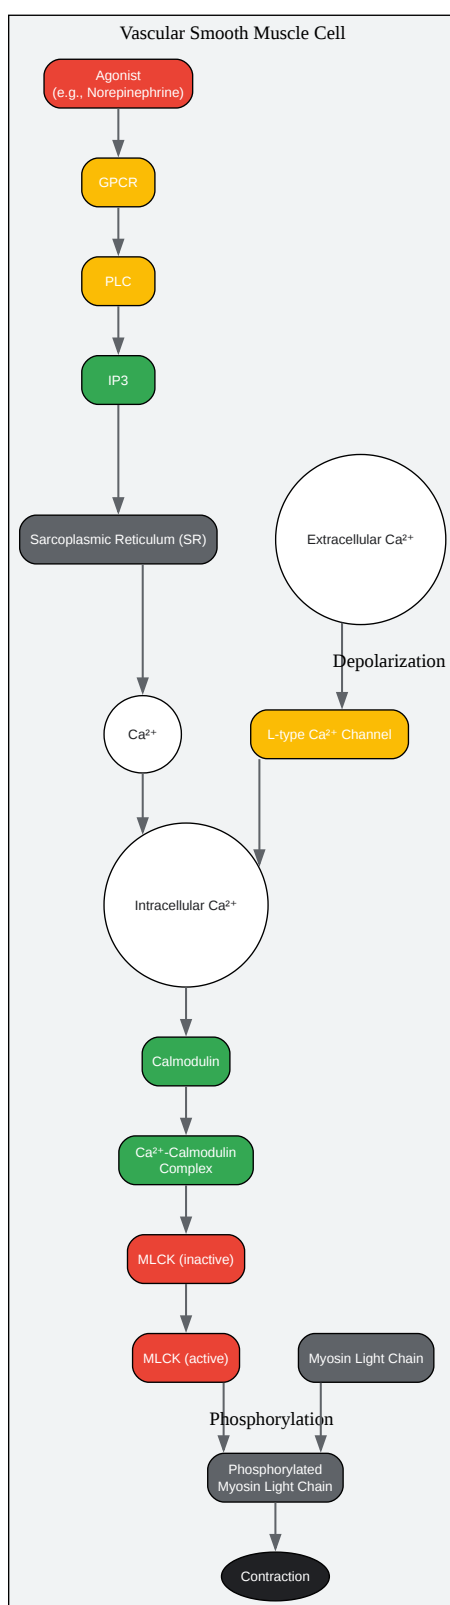 Vascular Smooth Muscle Cell
Agonist
(e.g., Norepinephrine)
GPCR
PLC
IP3
Sarcoplasmic Reticulum (SR)
Extracellular Ca²⁺
Depolarization
Ca²⁺
L-type Ca²⁺ Channel
Intracellular Ca²⁺
Calmodulin
Ca²⁺-Calmodulin
Complex
MLCK (inactive)
MLCK (active)
Myosin Light Chain
Phosphorylation
Phosphorylated
Myosin Light Chain
Contraction